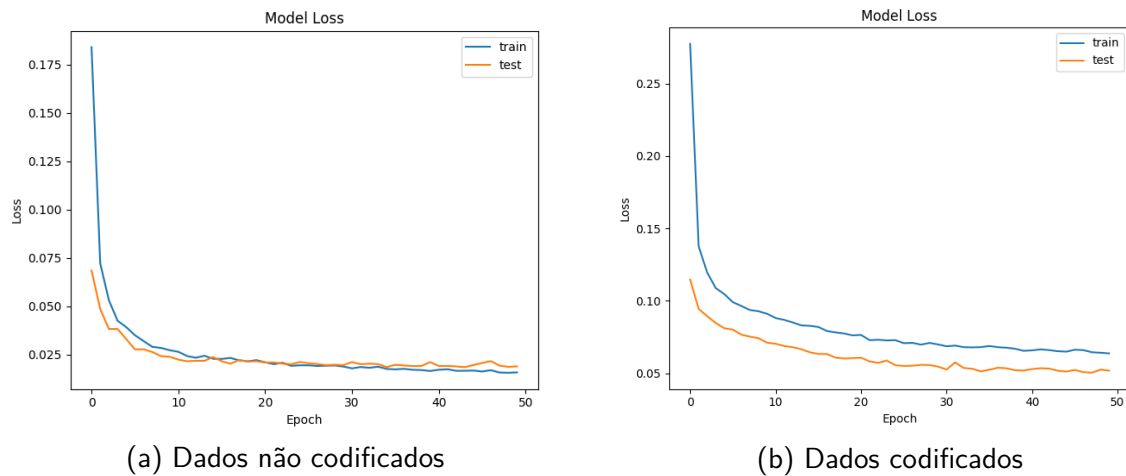 Model Loss
train
test
0.175
0.150
0.125
0.100
0.075
0.050
0.025
Loss
0 10 20 30 40 50
Epoch
(a) Dados não codificados
Model Loss
train
test
0.25
0.20
0.15
0.10
0.05
Loss
0 10 20 30 40 50
Epoch
(b) Dados codificados